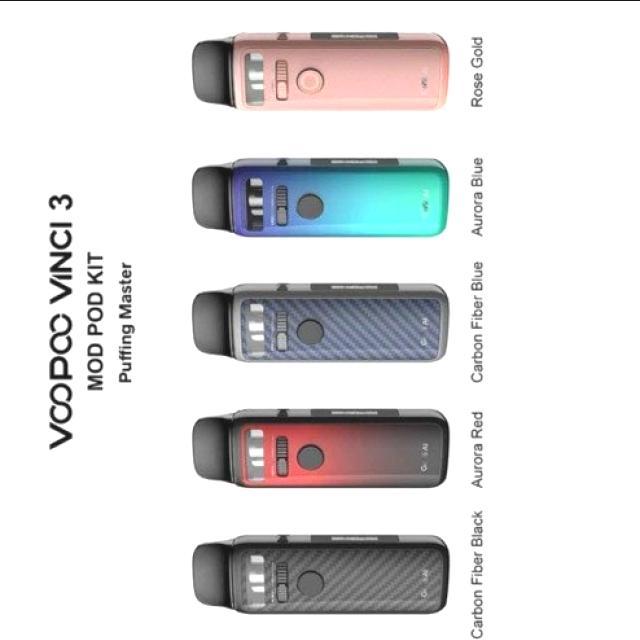 VOOPOO VINCI 3
MOD POD KIT
Puffing Master
Carbon Fiber Black
Aurora Red
Carbon Fiber Blue
Aurora Blue
Rose Gold